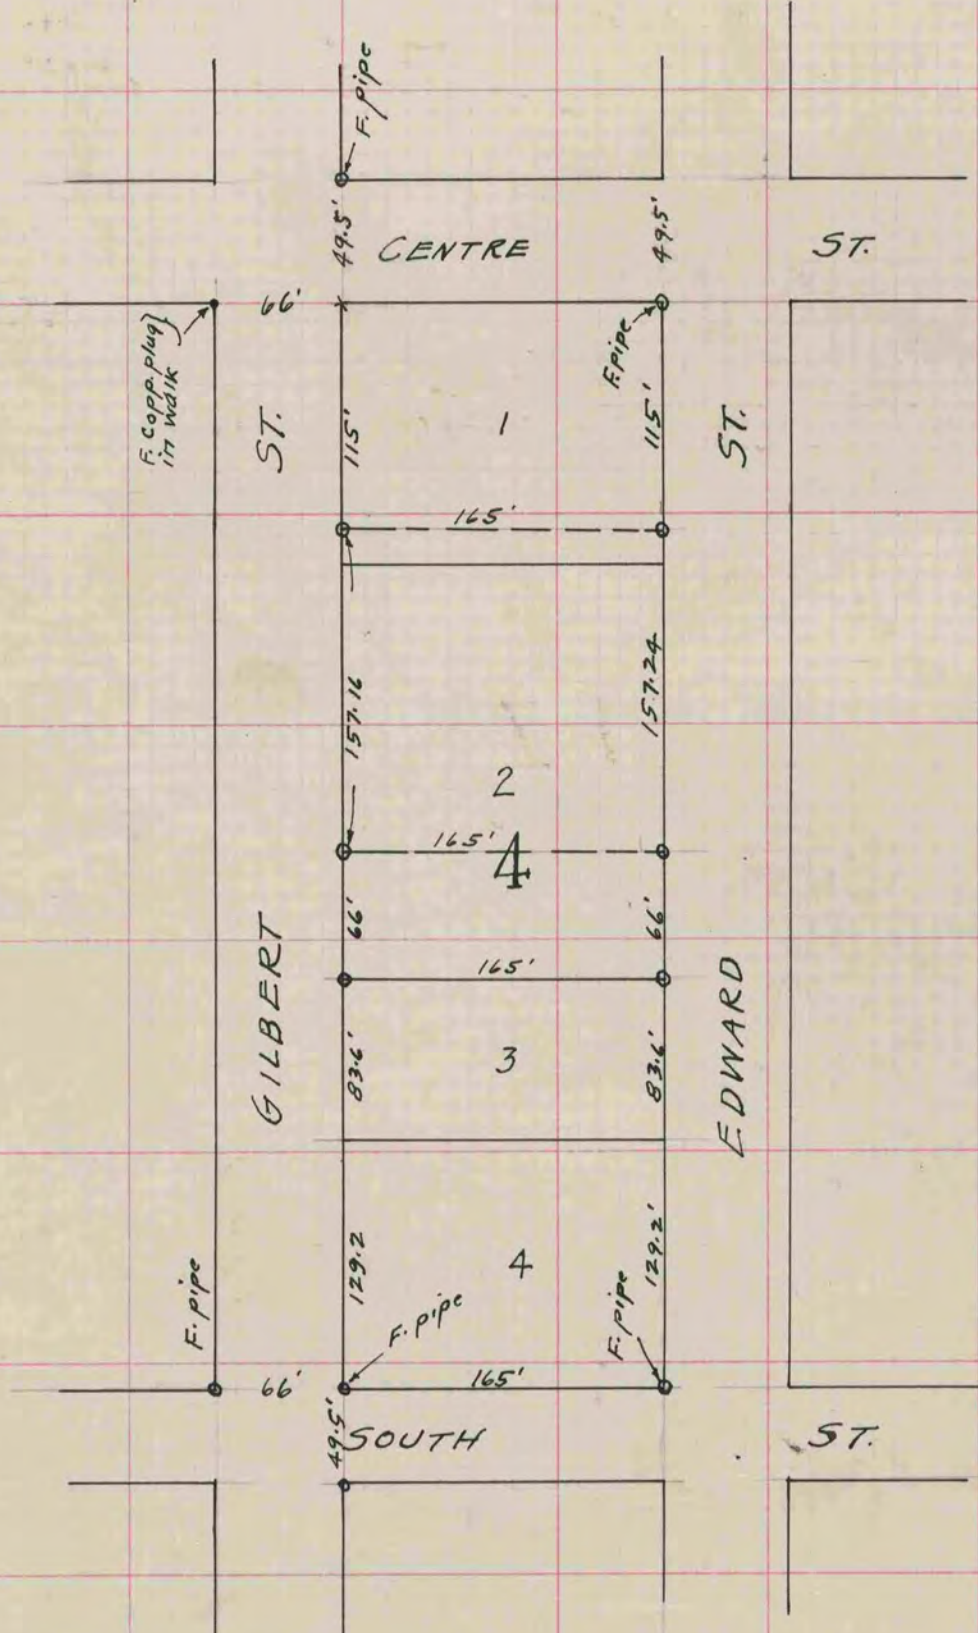 F. pipe
49.5'
49.5'
CENTRE
ST.
66'
F. Copp. plug}
in walk
F. pipe
ST.
115'
1
115'
ST.
165'
157.16
157.24
2
165'
4
66'
66'
165'
GILBERT
83.6'
3
83.6'
EDWARD
129.2
4
129.2'
F. pipe
F. pipe
F. pipe
66'
165'
49.5'
SOUTH
ST.